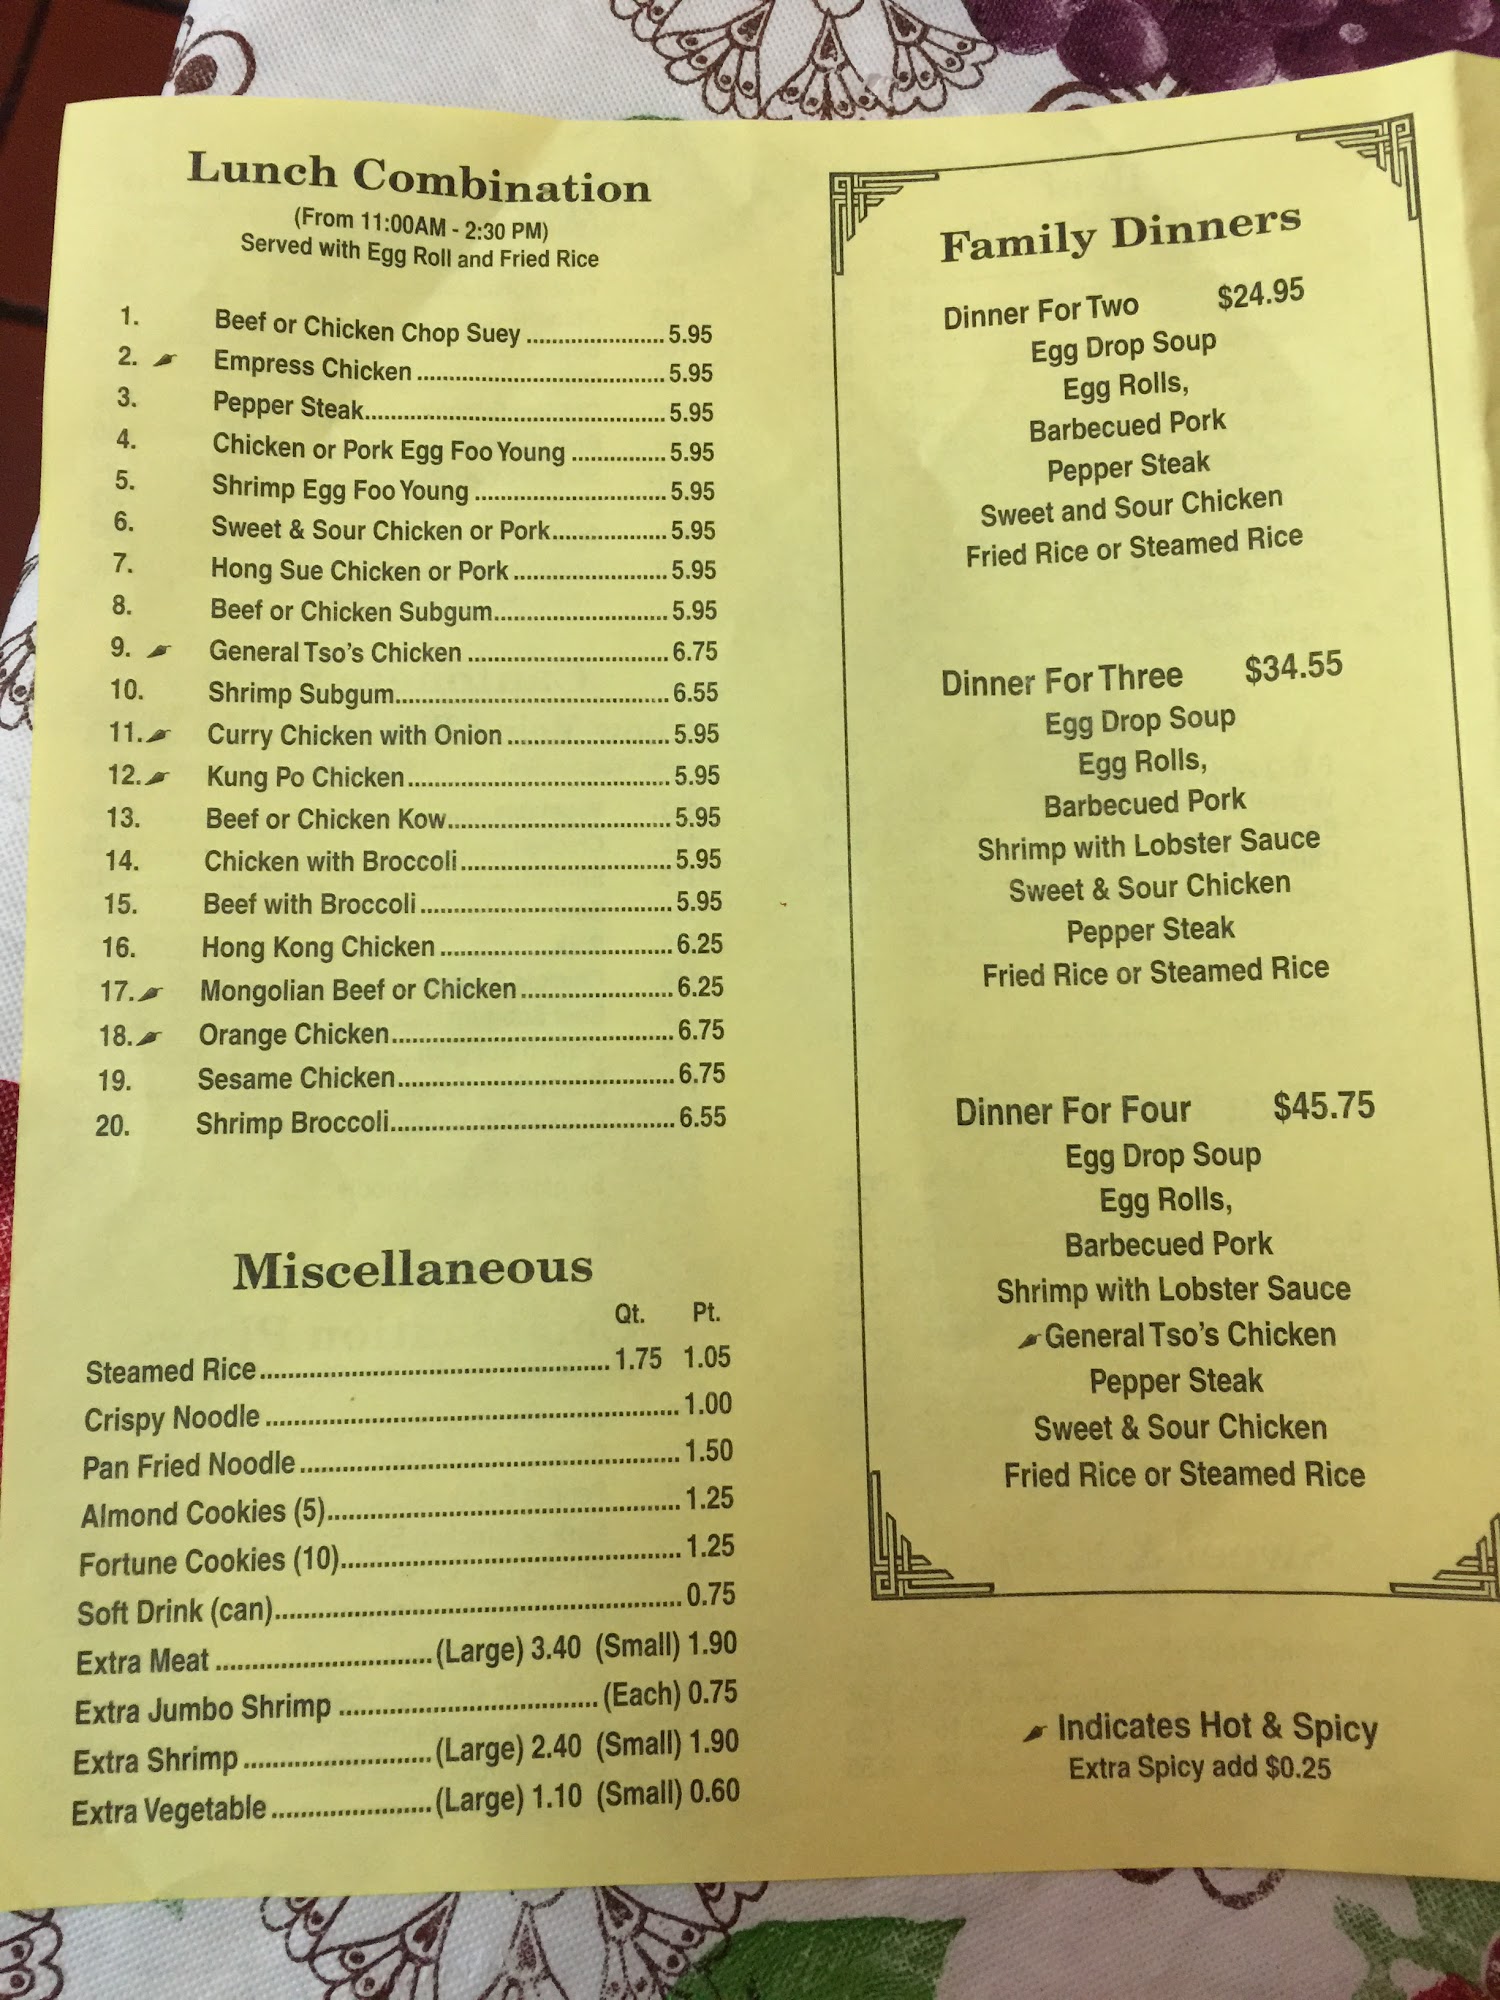 Lunch Combination
(From 11:00AM - 2:30 PM)
Served with Egg Roll and Fried Rice
1. Beef or Chicken Chop Suey ....................... 5.95
2. Empress Chicken ......................................... 5.95
3. Pepper Steak.................................................. 5.95
4. Chicken or Pork Egg Foo Young ............... 5.95
5. Shrimp Egg Foo Young ................................ 5.95
6. Sweet & Sour Chicken or Pork................... 5.95
7. Hong Sue Chicken or Pork .......................... 5.95
8. Beef or Chicken Subgum............................. 5.95
9. General Tso's Chicken ................................. 6.75
10. Shrimp Subgum............................................. 6.55
11. Curry Chicken with Onion ........................... 5.95
12. Kung Po Chicken........................................... 5.95
13. Beef or Chicken Kow..................................... 5.95
14. Chicken with Broccoli................................... 5.95
15. Beef with Broccoli ......................................... 5.95
16. Hong Kong Chicken ...................................... 6.25
17. Mongolian Beef or Chicken......................... 6.25
18. Orange Chicken.............................................. 6.75
19. Sesame Chicken............................................. 6.75
20. Shrimp Broccoli.............................................. 6.55
Miscellaneous
Qt. Pt.
Steamed Rice.................................................. 1.75 1.05
Crispy Noodle ........................................................... 1.00
Pan Fried Noodle ...................................................... 1.50
Almond Cookies (5)................................................... 1.25
Fortune Cookies (10)................................................. 1.25
Soft Drink (can).......................................................... 0.75
Extra Meat .............................. (Large) 3.40 (Small) 1.90
Extra Jumbo Shrimp .................................... (Each) 0.75
Extra Shrimp .......................... (Large) 2.40 (Small) 1.90
Extra Vegetable ...................... (Large) 1.10 (Small) 0.60
Family Dinners
Dinner For Two $24.95
Egg Drop Soup
Egg Rolls,
Barbecued Pork
Pepper Steak
Sweet and Sour Chicken
Fried Rice or Steamed Rice
Dinner For Three $34.55
Egg Drop Soup
Egg Rolls,
Barbecued Pork
Shrimp with Lobster Sauce
Sweet & Sour Chicken
Pepper Steak
Fried Rice or Steamed Rice
Dinner For Four $45.75
Egg Drop Soup
Egg Rolls,
Barbecued Pork
Shrimp with Lobster Sauce
General Tso's Chicken
Pepper Steak
Sweet & Sour Chicken
Fried Rice or Steamed Rice
Indicates Hot & Spicy
Extra Spicy add $0.25